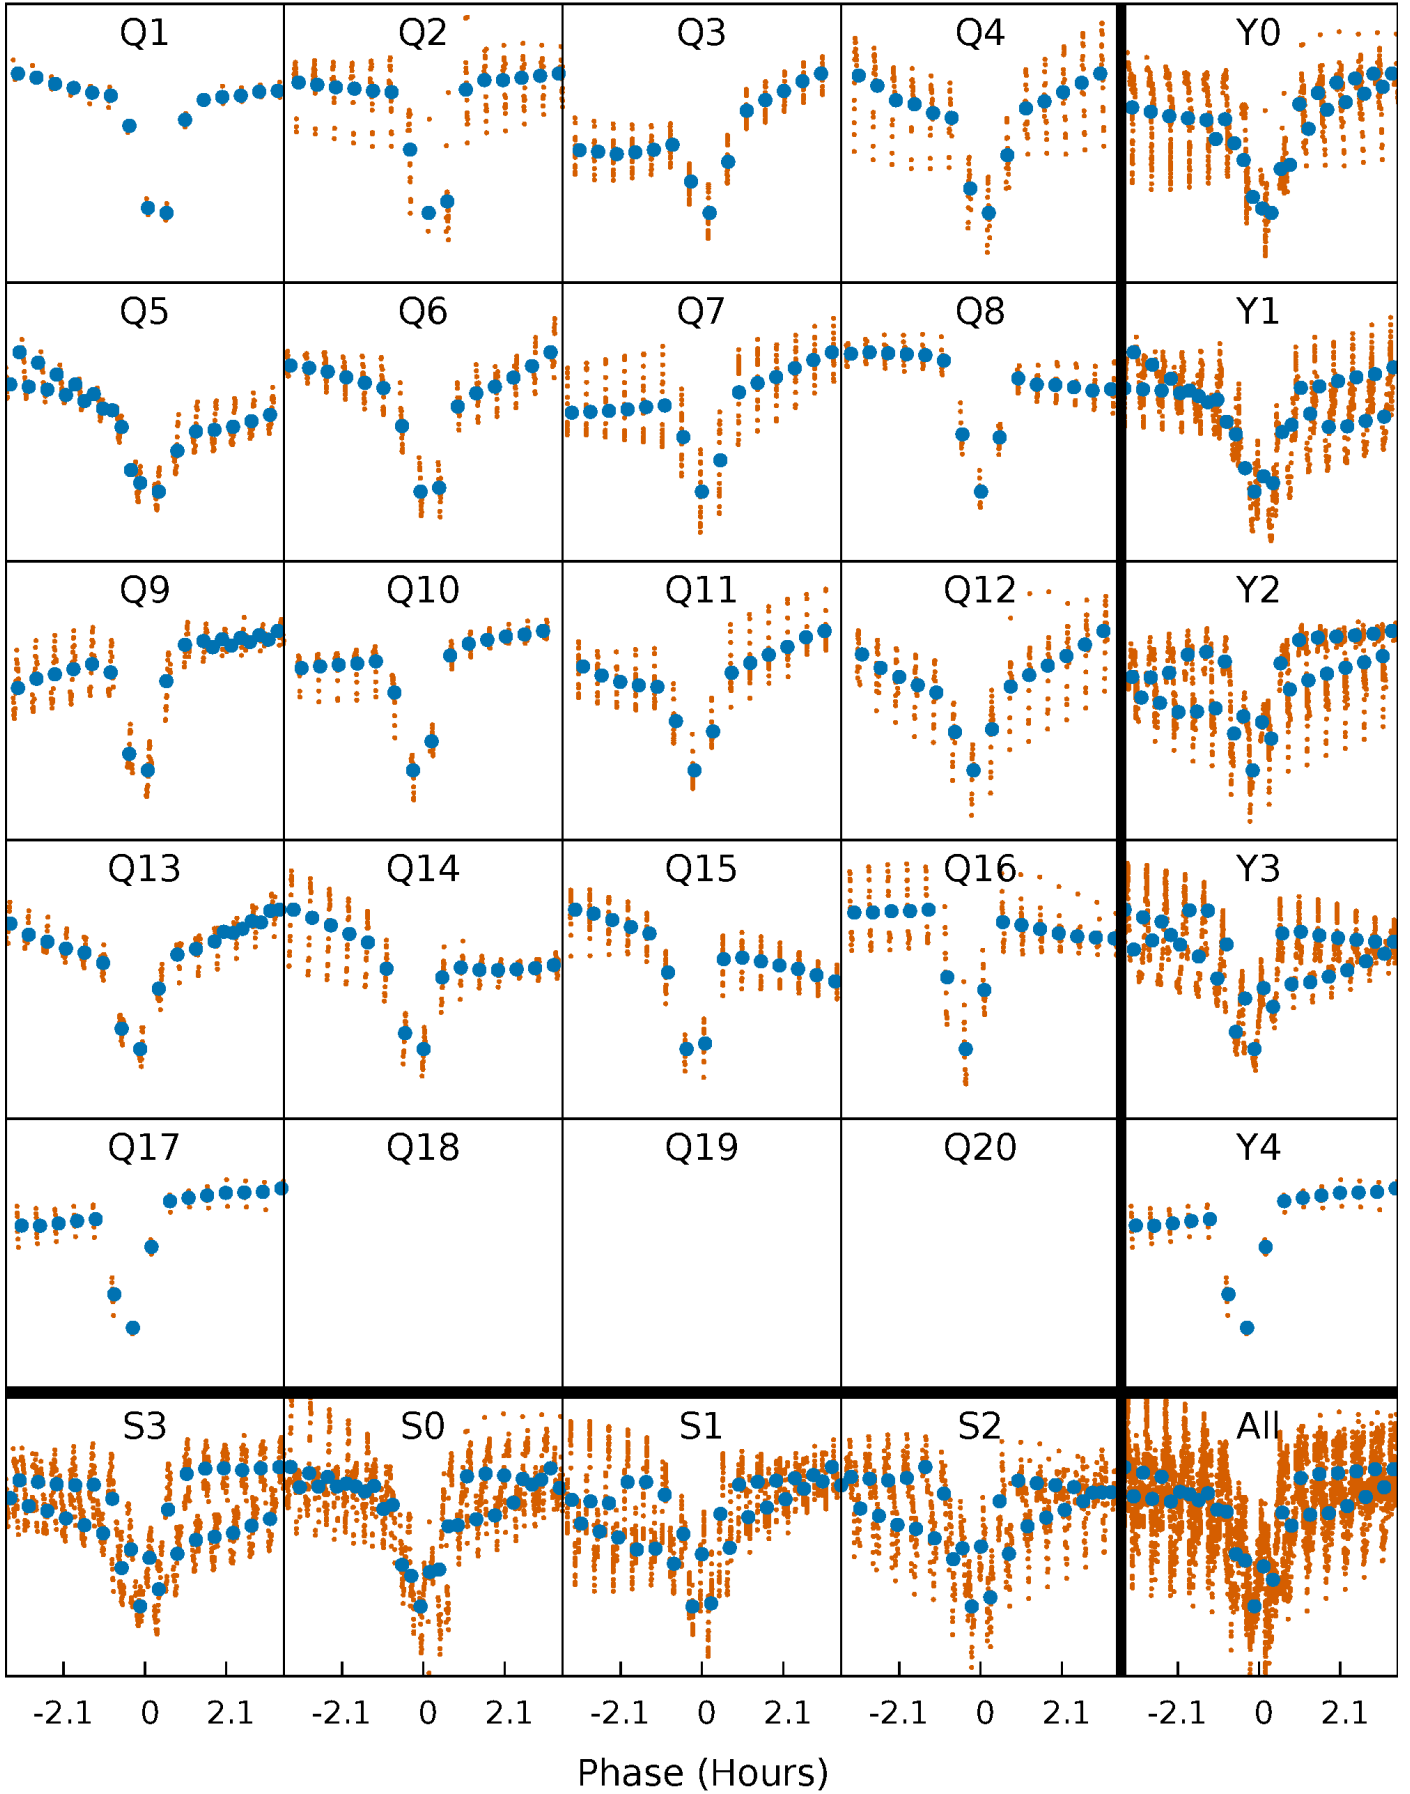 Q1 Q2 Q3 Q4 Y0
Q5 Q6 Q7 Q8 Y1
Q9 Q10 Q11 Q12 Y2
Q13 Q14 Q15 Q16 Y3
Q17 Q18 Q19 Q20 Y4
S3 S0 S1 S2 All
-2.1 0 2.1 -2.1 0 2.1 -2.1 0 2.1 -2.1 0 2.1 -2.1 0 2.1
Phase (Hours)